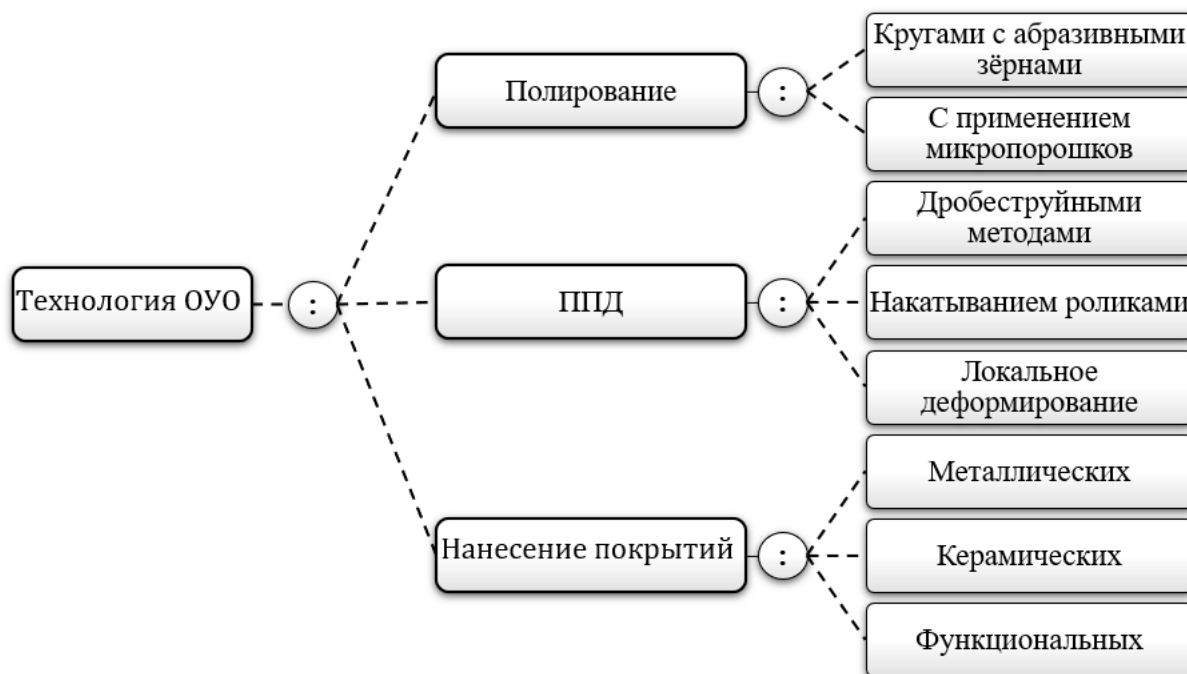 Технология ОУО
:
Полирование
:
Кругами с абразивными
зёрнами
С применением
микропорошков
ППД
:
Дробеструйными
методами
Накатыванием роликами
Локальное
деформирование
Нанесение покрытий
:
Металлических
Керамических
Функциональных